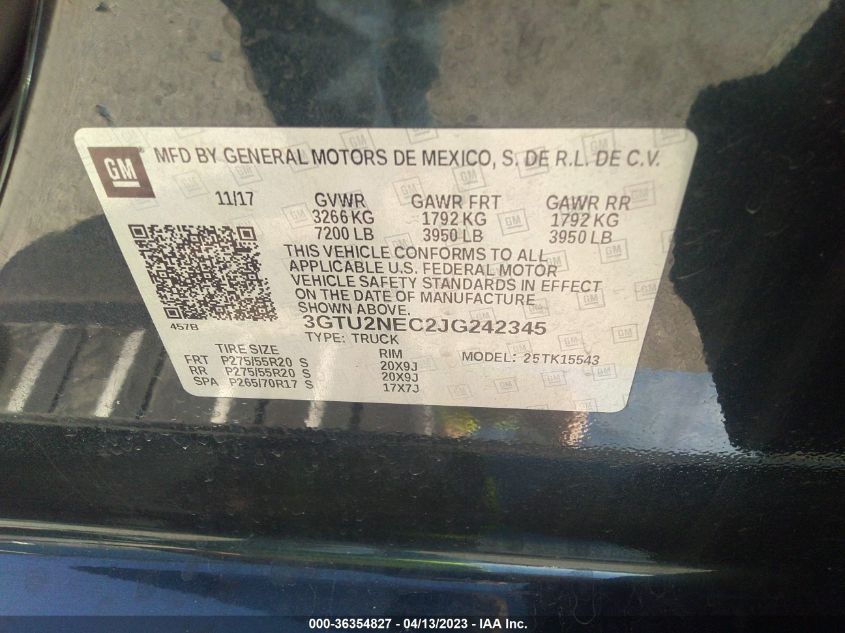 GM MFD BY GENERAL MOTORS DE MEXICO, S. DE R.L. DE C.V.
11/17 GVWR GAWR FRT GAWR RR
3266 KG 1792 KG 1792 KG
7200 LB 3950 LB 3950 LB
THIS VEHICLE CONFORMS TO ALL
APPLICABLE U.S. FEDERAL MOTOR
VEHICLE SAFETY STANDARDS IN EFFECT
ON THE DATE OF MANUFACTURE
SHOWN ABOVE.
457B 3GTU2NEC2JG242345
TYPE: TRUCK
TIRE SIZE RIM MODEL: 25TK15543
FRT P275/55R20 S 20X9J
RR P275/55R20 S 20X9J
SPA P265/70R17 S 17X7J
000-36354827 - 04/13/2023 - IAA Inc.